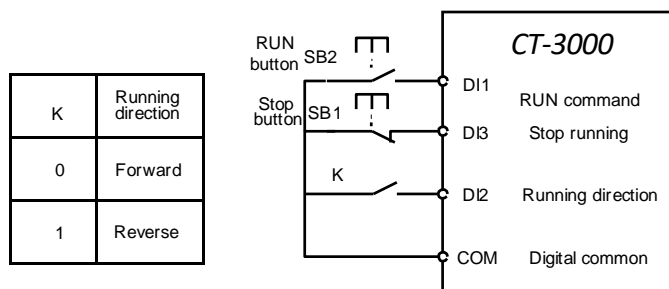 K
Running
direction
0
Forward
1
Reverse
RUN
button
SB2
Stop
button
SB1
K
CT-3000
DI1
RUN command
DI3
Stop running
DI2
Running direction
COM
Digital common